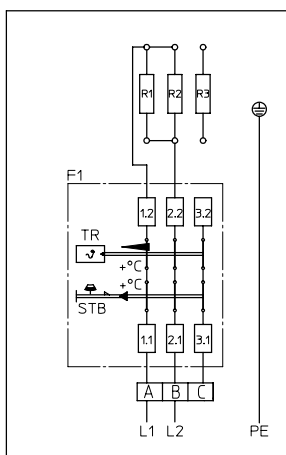 R1 R2 R3
F1
1.2 2.2 3.2
TR
+°C
+°C
STB
1.1 2.1 3.1
A B C
L1 L2 PE